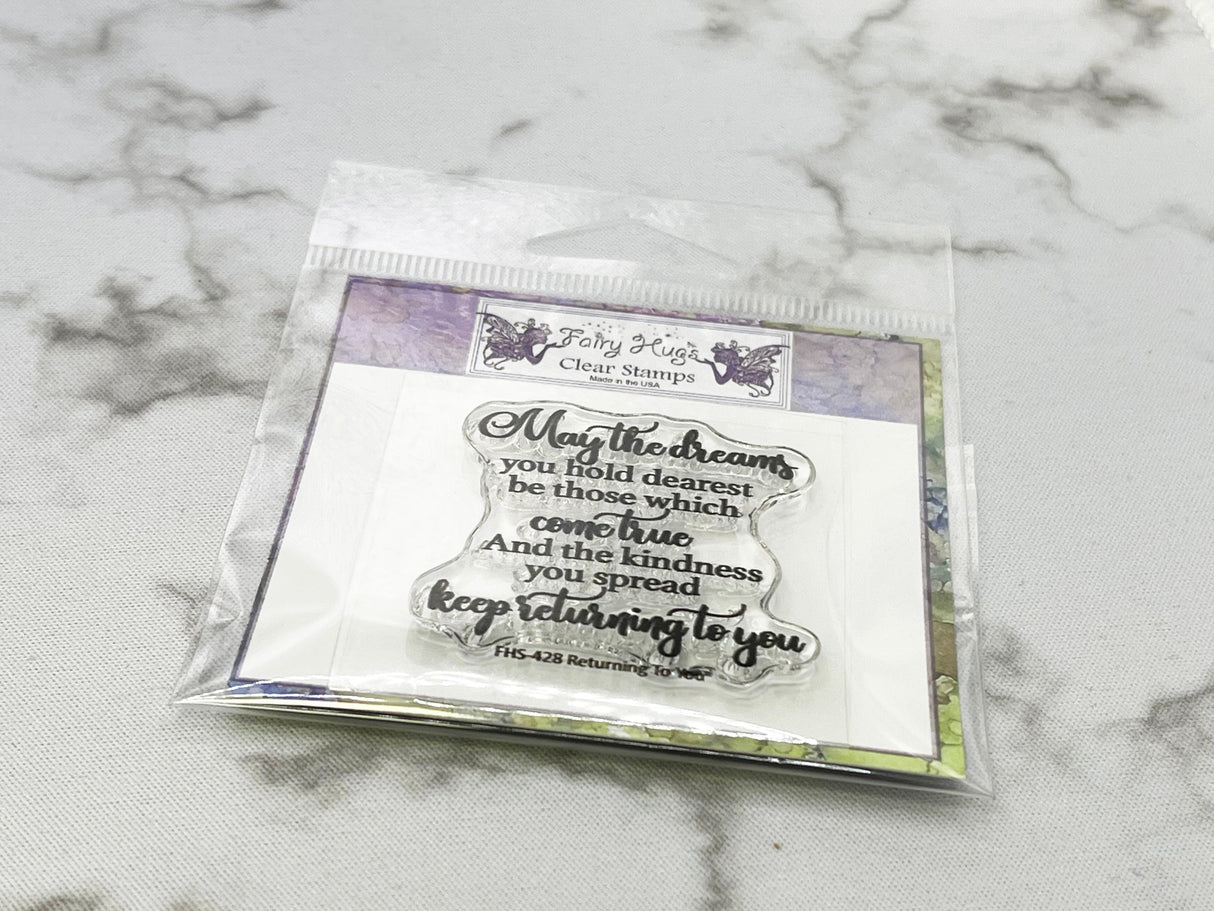 Fairy Hugs
Clear Stamps
Made in the USA
May the dreams
you hold dearest
be those which
come true
And the kindness
you spread
keep returning to you
FHS-428 Returning To You